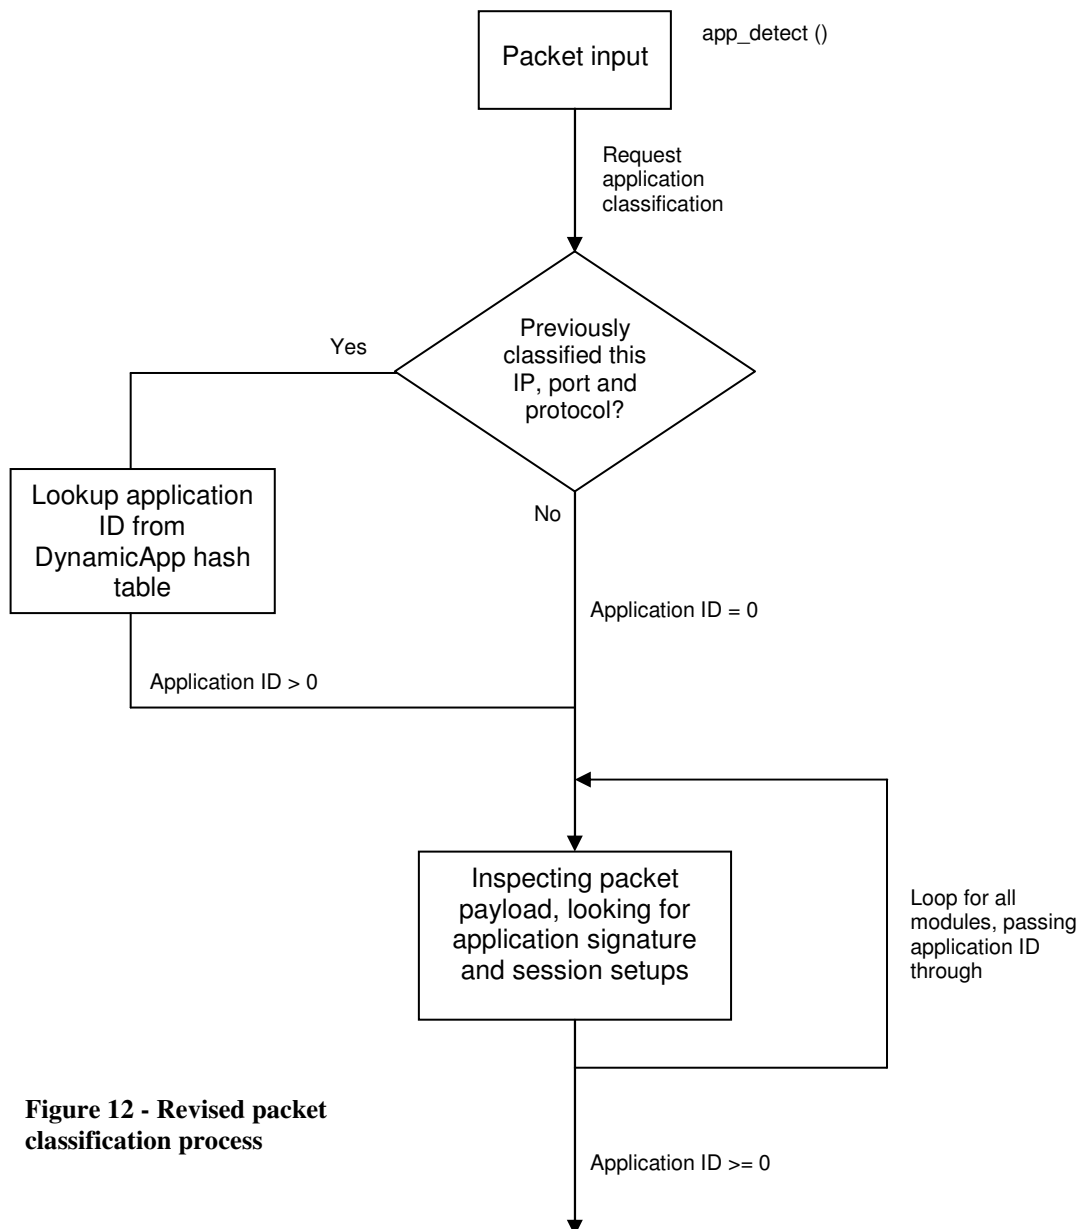 Packet input
app_detect ()
Request
application
classification
Previously
classified this
IP, port and
protocol?
Yes
Lookup application
ID from
DynamicApp hash
table
No
Application ID = 0
Application ID > 0
Inspecting packet
payload, looking for
application signature
and session setups
Loop for all
modules, passing
application ID
through
Figure 12 - Revised packet
classification process
Application ID >= 0